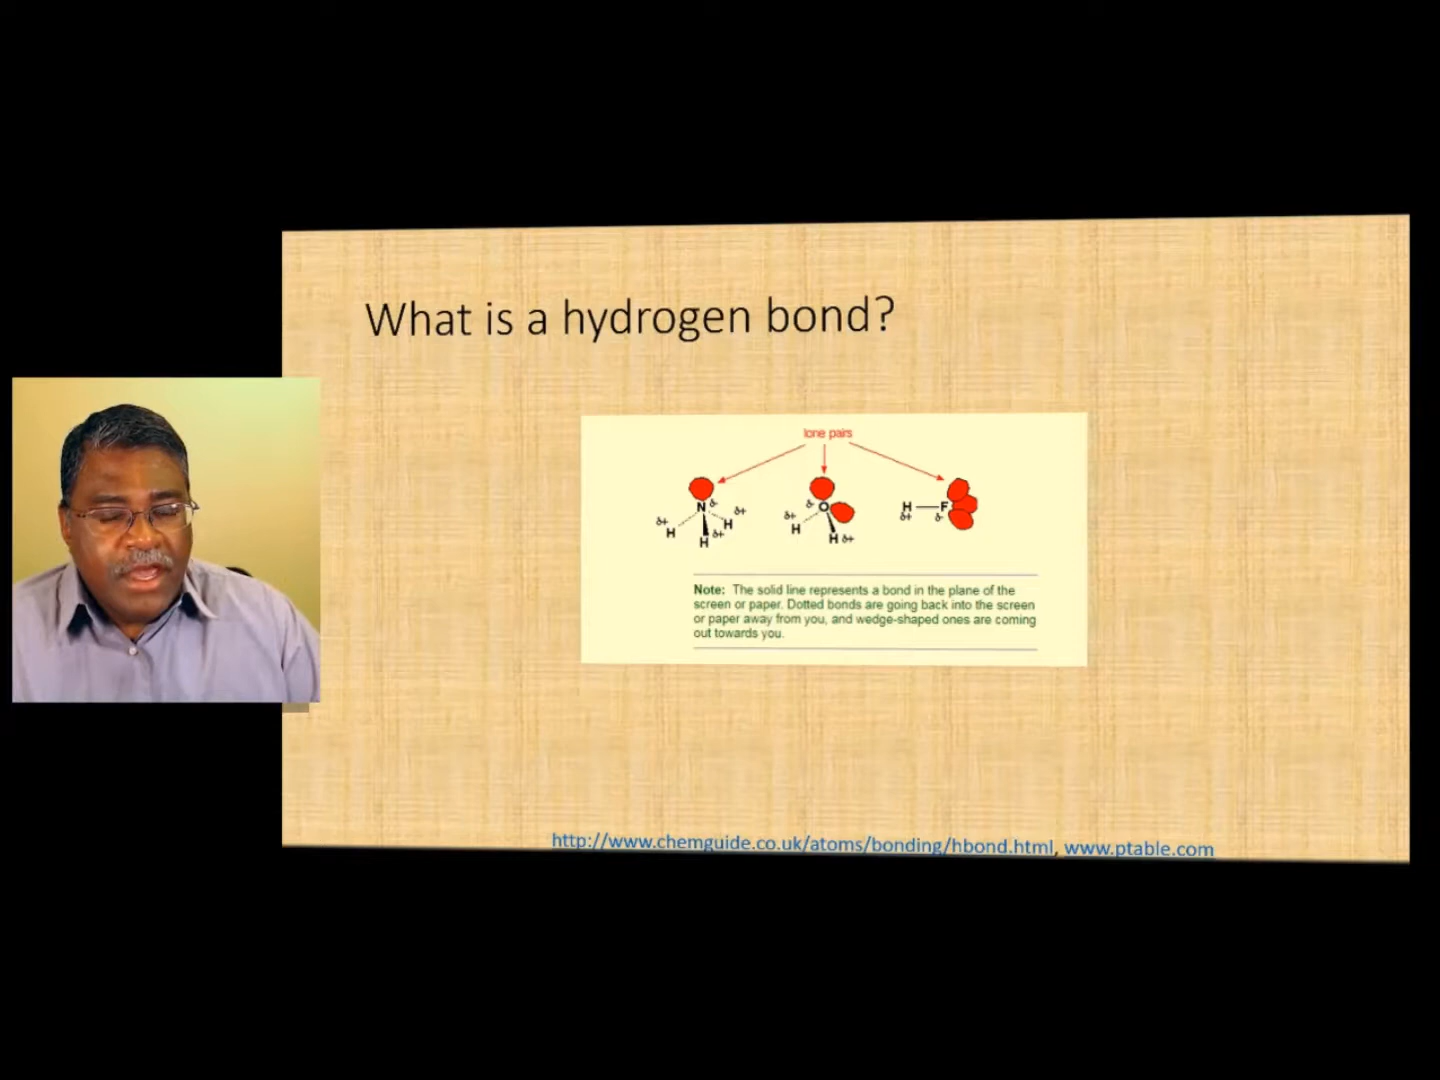 What is a hydrogen bond?
lone pairs
N δ-
δ+
H
H δ+
H δ+
δ- O
δ+
H
H δ+
H — F
δ+ δ-
Note: The solid line represents a bond in the plane of the
screen or paper. Dotted bonds are going back into the screen
or paper away from you, and wedge-shaped ones are coming
out towards you.
http://www.chemguide.co.uk/atoms/bonding/hbond.html, www.ptable.com